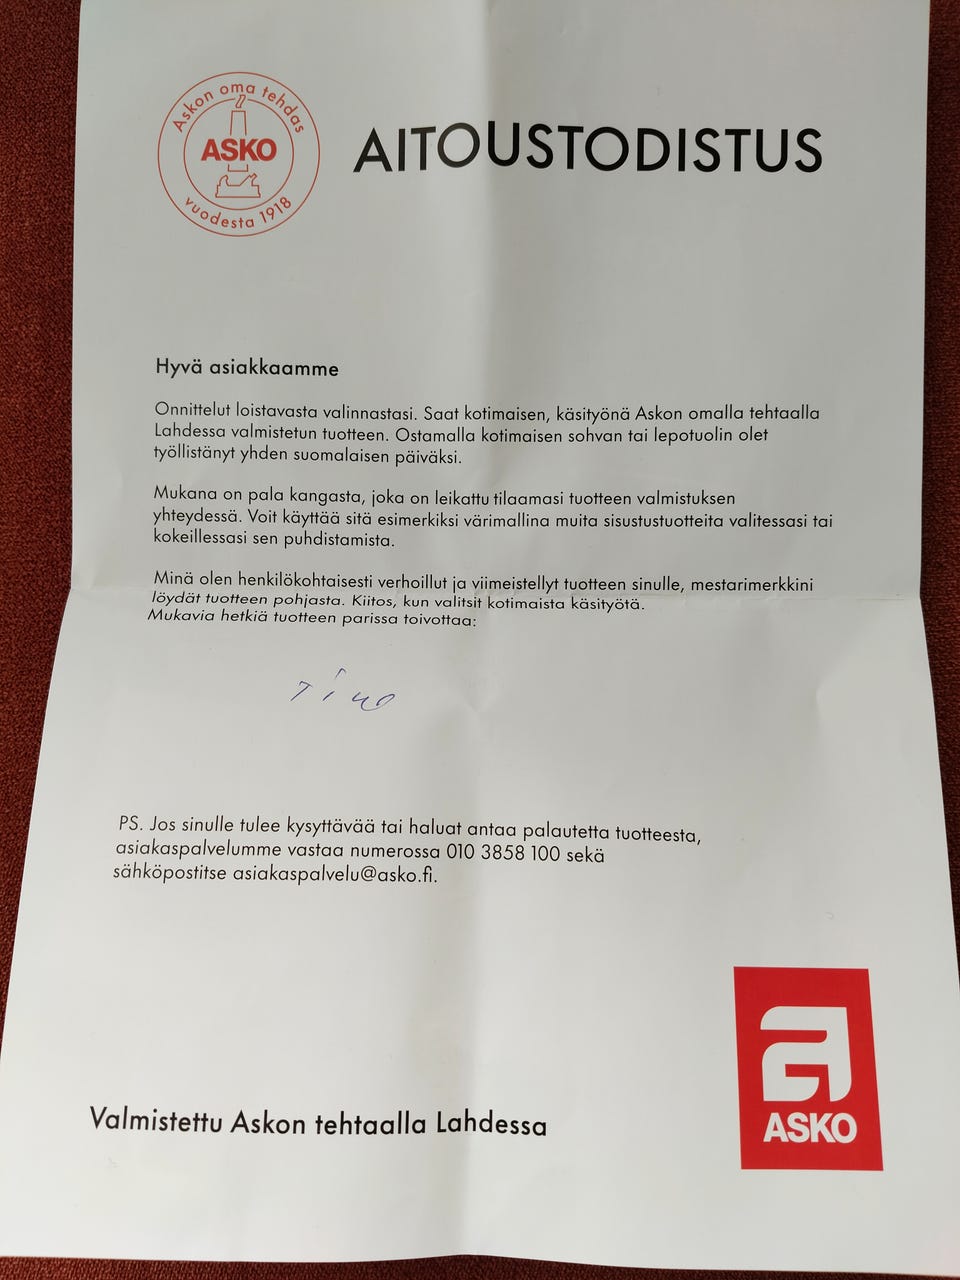 Askon oma tehdas
ASKO
vuodesta 1918
AITOUSTODISTUS
Hyvä asiakkaamme
Onnittelut loistavasta valinnastasi. Saat kotimaisen, käsityönä Askon omalla tehtaalla
Lahdessa valmistetun tuotteen. Ostamalla kotimaisen sohvan tai lepotuolin olet
työllistänyt yhden suomalaisen päiväksi.
Mukana on pala kangasta, joka on leikattu tilaamasi tuotteen valmistuksen
yhteydessä. Voit käyttää sitä esimerkiksi värimallina muita sisustustuotteita valitessasi tai
kokeillessasi sen puhdistamista.
Minä olen henkilökohtaisesti verhoillut ja viimeistellyt tuotteen sinulle, mestarimerkkini
löydät tuotteen pohjasta. Kiitos, kun valitsit kotimaista käsityötä.
Mukavia hetkiä tuotteen parissa toivottaa:
Tino
PS. Jos sinulle tulee kysyttävää tai haluat antaa palautetta tuotteesta,
asiakaspalvelumme vastaa numerossa 010 3858 100 sekä
sähköpostitse asiakaspalvelu@asko.fi.
Valmistettu Askon tehtaalla Lahdessa
a
ASKO